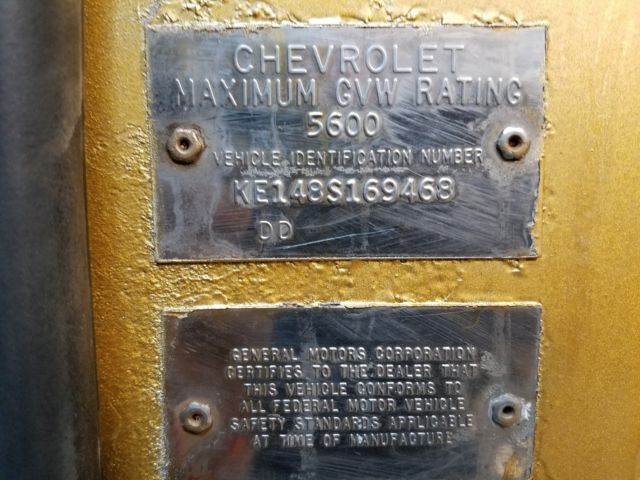 CHEVROLET
MAXIMUM GVW RATING
5600
VEHICLE IDENTIFICATION NUMBER
KE148S169468
DD
GENERAL MOTORS CORPORATION
CERTIFIES TO THE DEALER THAT
THIS VEHICLE CONFORMS TO
ALL FEDERAL MOTOR VEHICLE
SAFETY STANDARDS APPLICABLE
AT TIME OF MANUFACTURE